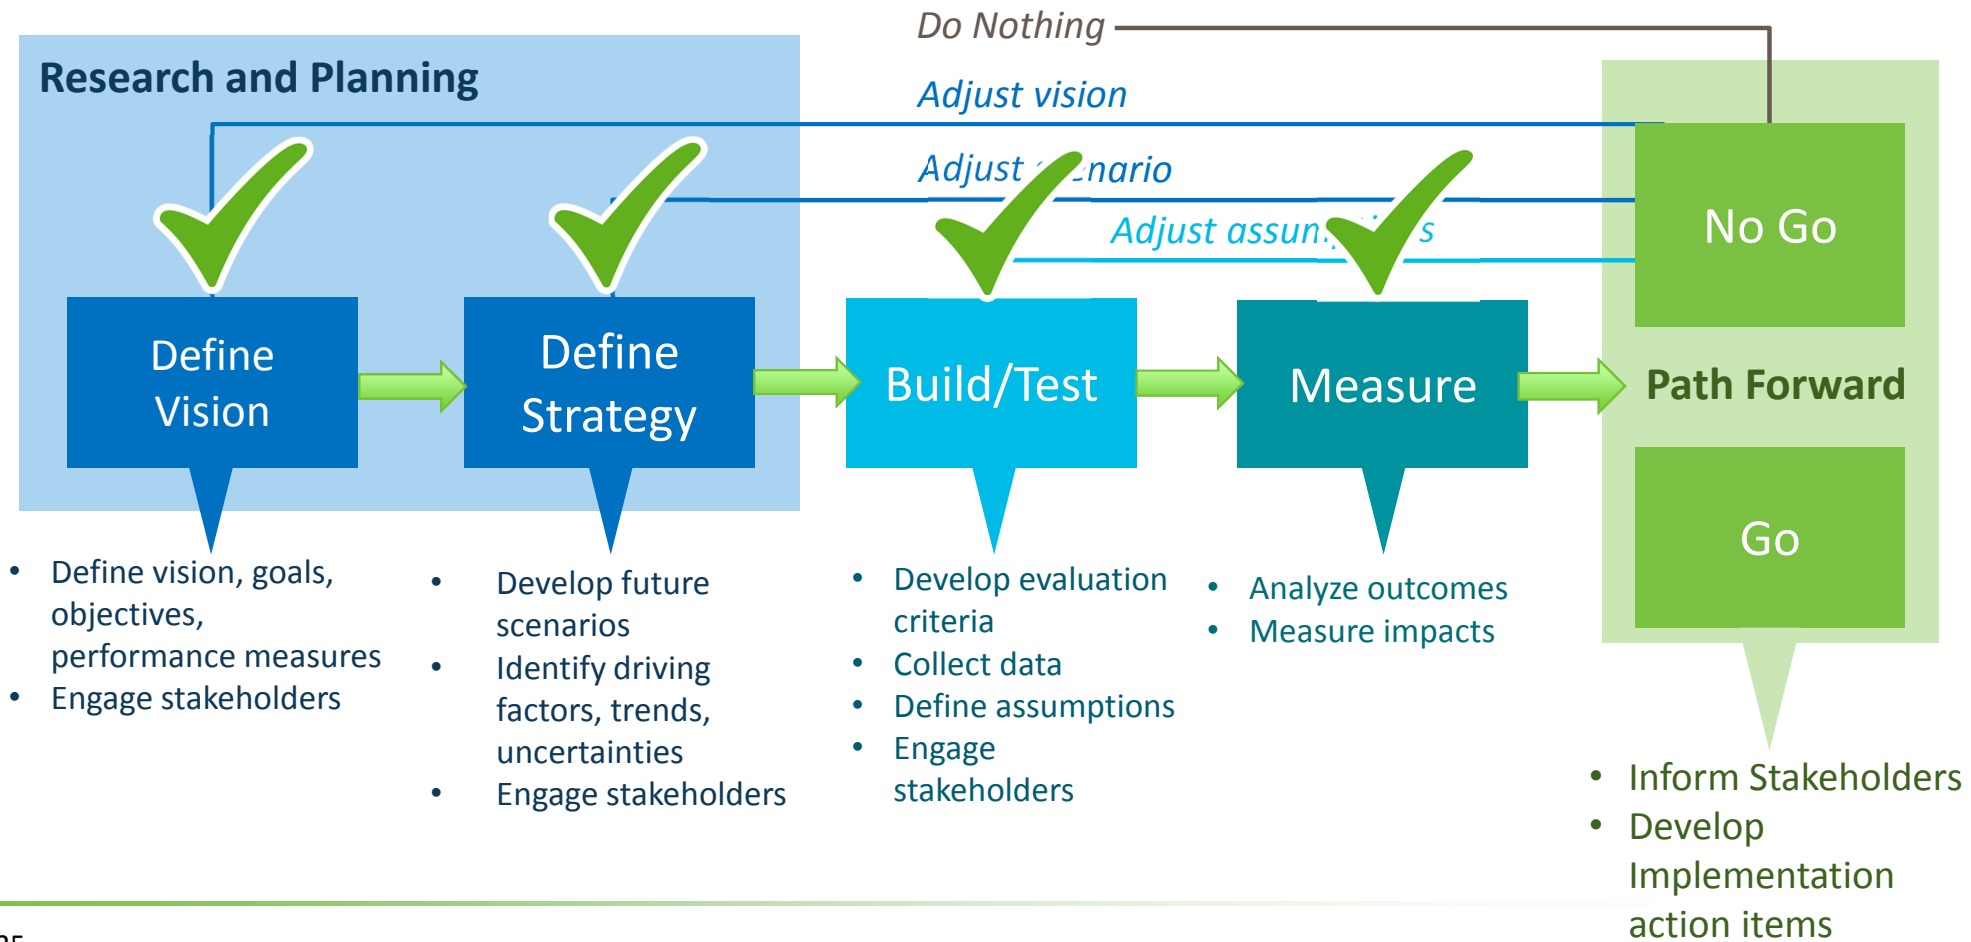 Do Nothing
Research and Planning
Adjust vision
Adjust
Adjust
No Go
Define
Vision
Define
Strategy
Build/Test
Measure
Path Forward
Go
• Define vision, goals,
objectives,
performance measures
• Engage stakeholders
• Develop future
scenarios
• Identify driving
factors, trends,
uncertainties
• Engage stakeholders
• Develop evaluation
criteria
• Collect data
• Define assumptions
• Engage
stakeholders
• Analyze outcomes
• Measure impacts
• Inform Stakeholders
• Develop
Implementation
action items